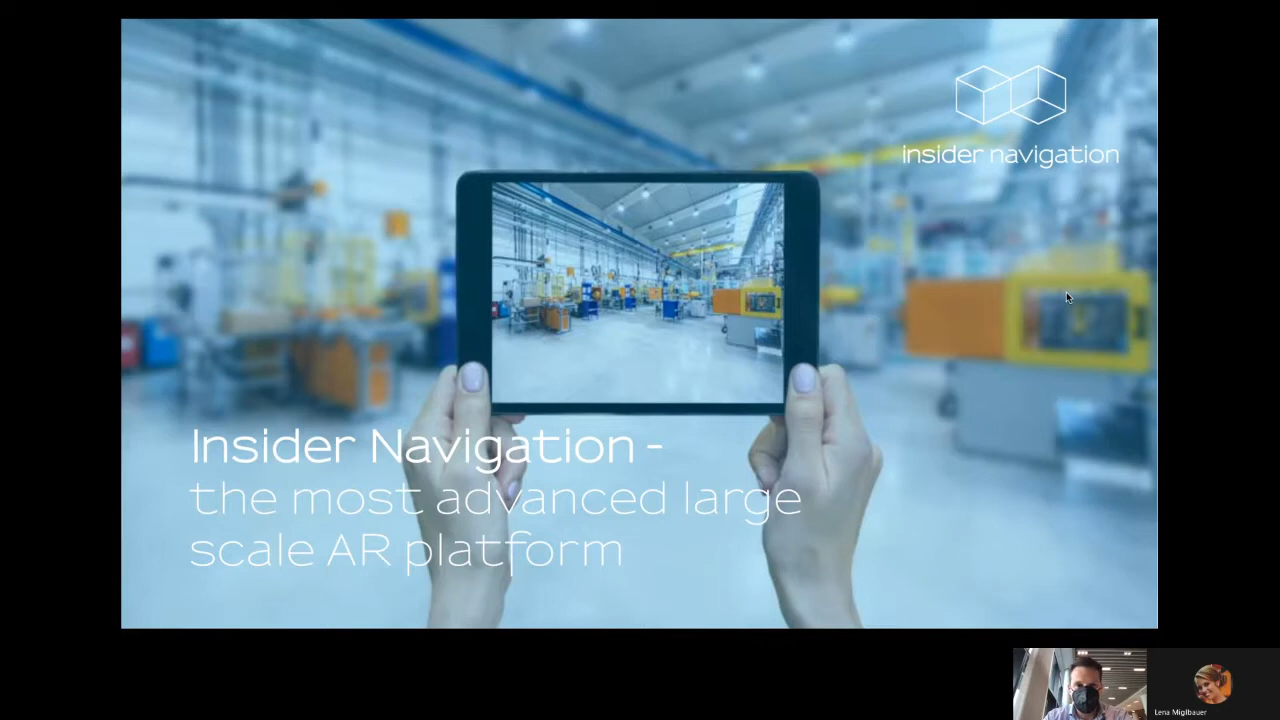 insider navigation
Insider Navigation -
the most advanced large
scale AR platform
Lena Miglbauer